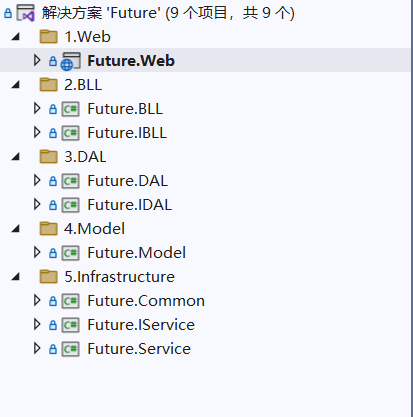 解决方案 'Future' (9 个项目，共 9 个)
1.Web
Future.Web
2.BLL
C# Future.BLL
C# Future.IBLL
3.DAL
C# Future.DAL
C# Future.IDAL
4.Model
C# Future.Model
5.Infrastructure
C# Future.Common
C# Future.IService
C# Future.Service